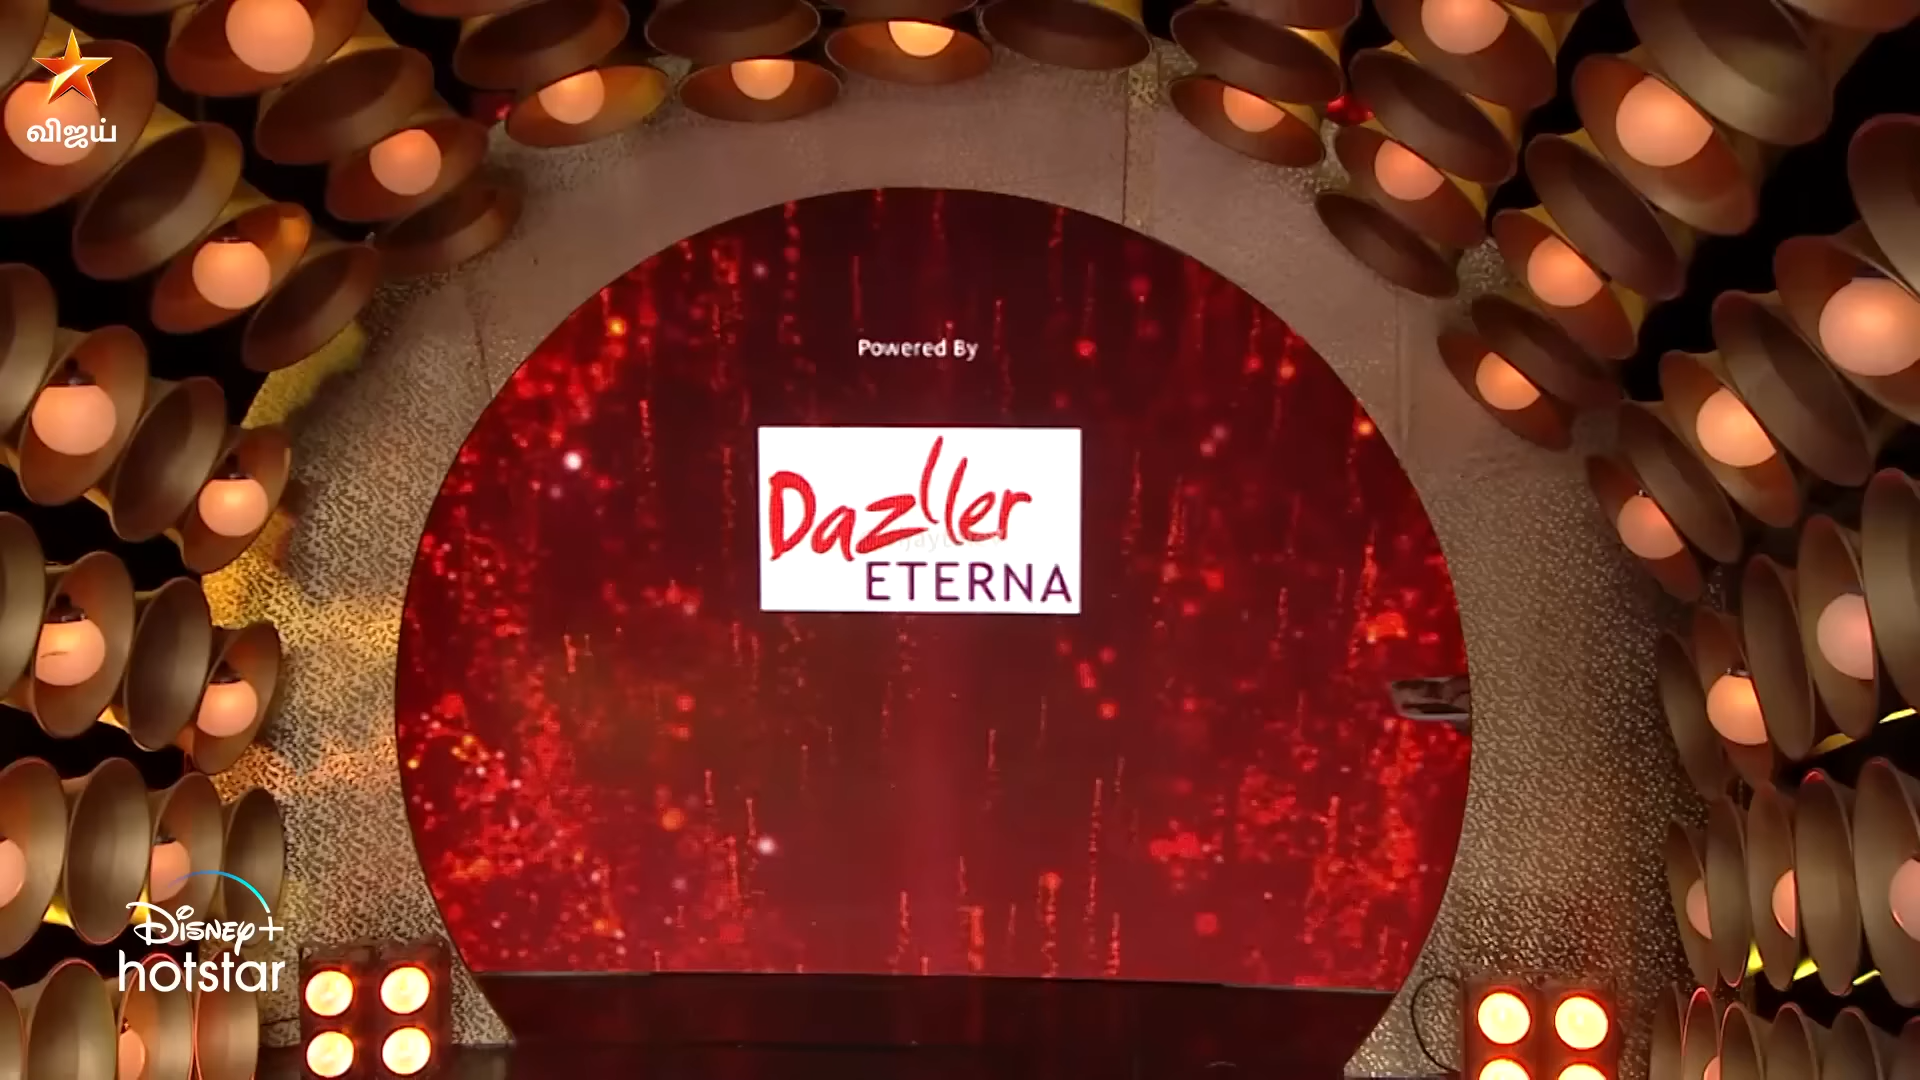 விஜய்
Powered By
Dazller
ETERNA
Disney+
hotstar